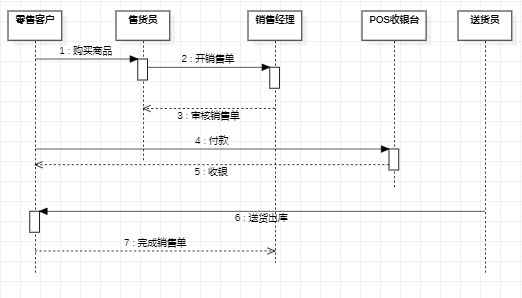 零售客户
售货员
销售经理
POS收银台
送货员
1 : 购买商品
2 : 开销售单
3 : 审核销售单
4 : 付款
5 : 收银
6 : 送货出库
7 : 完成销售单